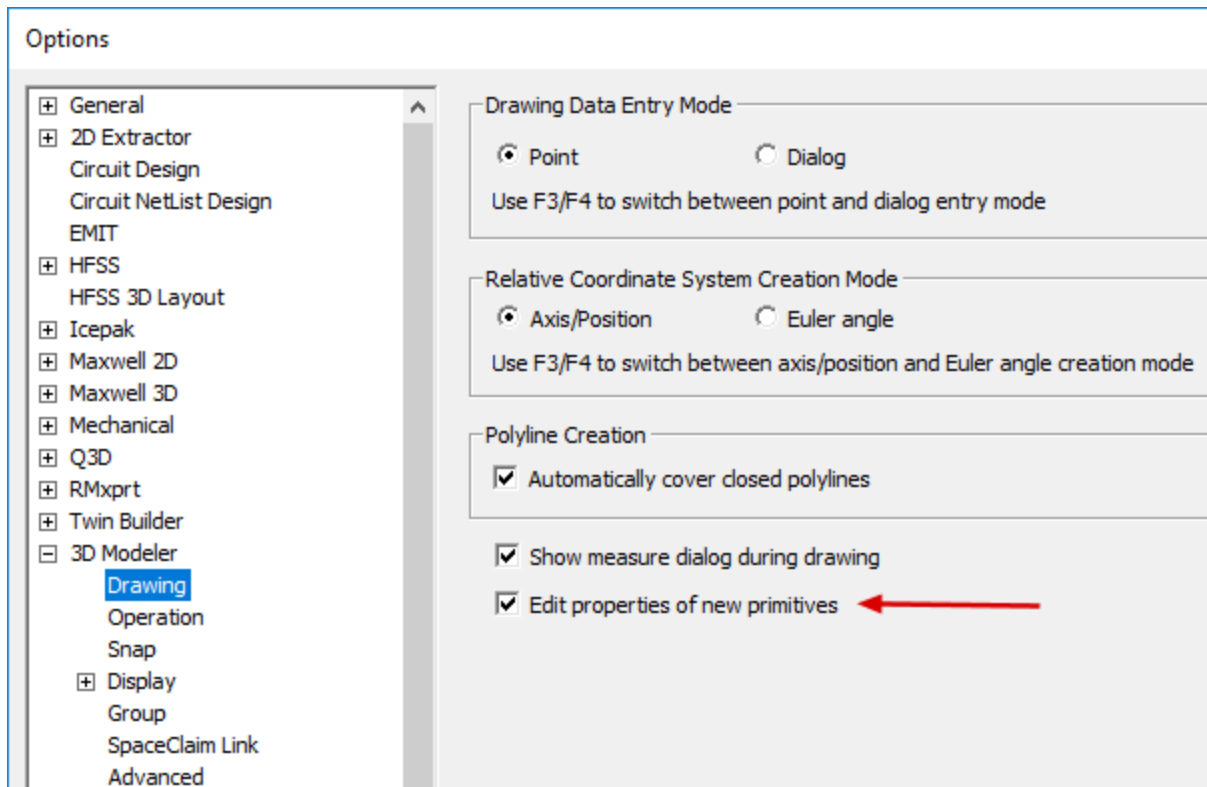 Options
General
2D Extractor
Circuit Design
Circuit NetList Design
EMIT
HFSS
HFSS 3D Layout
Icepak
Maxwell 2D
Maxwell 3D
Mechanical
Q3D
RMxprt
Twin Builder
3D Modeler
Drawing
Operation
Snap
Display
Group
SpaceClaim Link
Advanced
Drawing Data Entry Mode
Point Dialog
Use F3/F4 to switch between point and dialog entry mode
Relative Coordinate System Creation Mode
Axis/Position Euler angle
Use F3/F4 to switch between axis/position and Euler angle creation mode
Polyline Creation
Automatically cover closed polylines
Show measure dialog during drawing
Edit properties of new primitives